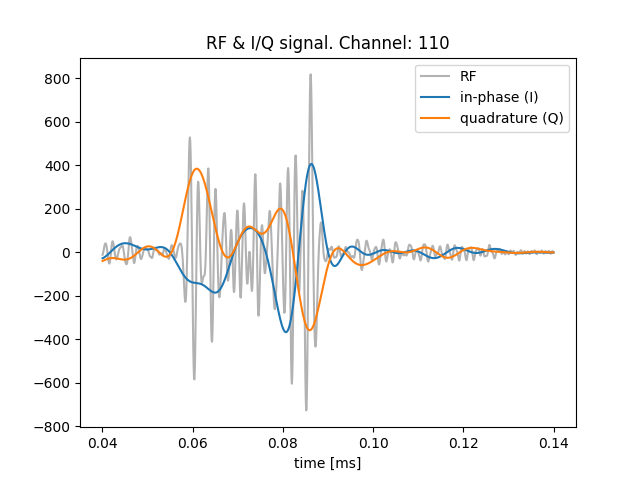 RF & I/Q signal. Channel: 110
RF
in-phase (I)
quadrature (Q)
800
600
400
200
0
−200
−400
−600
−800
0.04 0.06 0.08 0.10 0.12 0.14
time [ms]